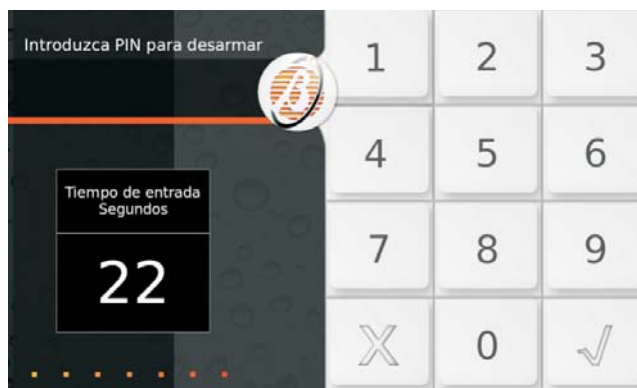 Introduzca PIN para desarmar
Tiempo de entrada
Segundos
22
1 2 3
4 5 6
7 8 9
X 0 √